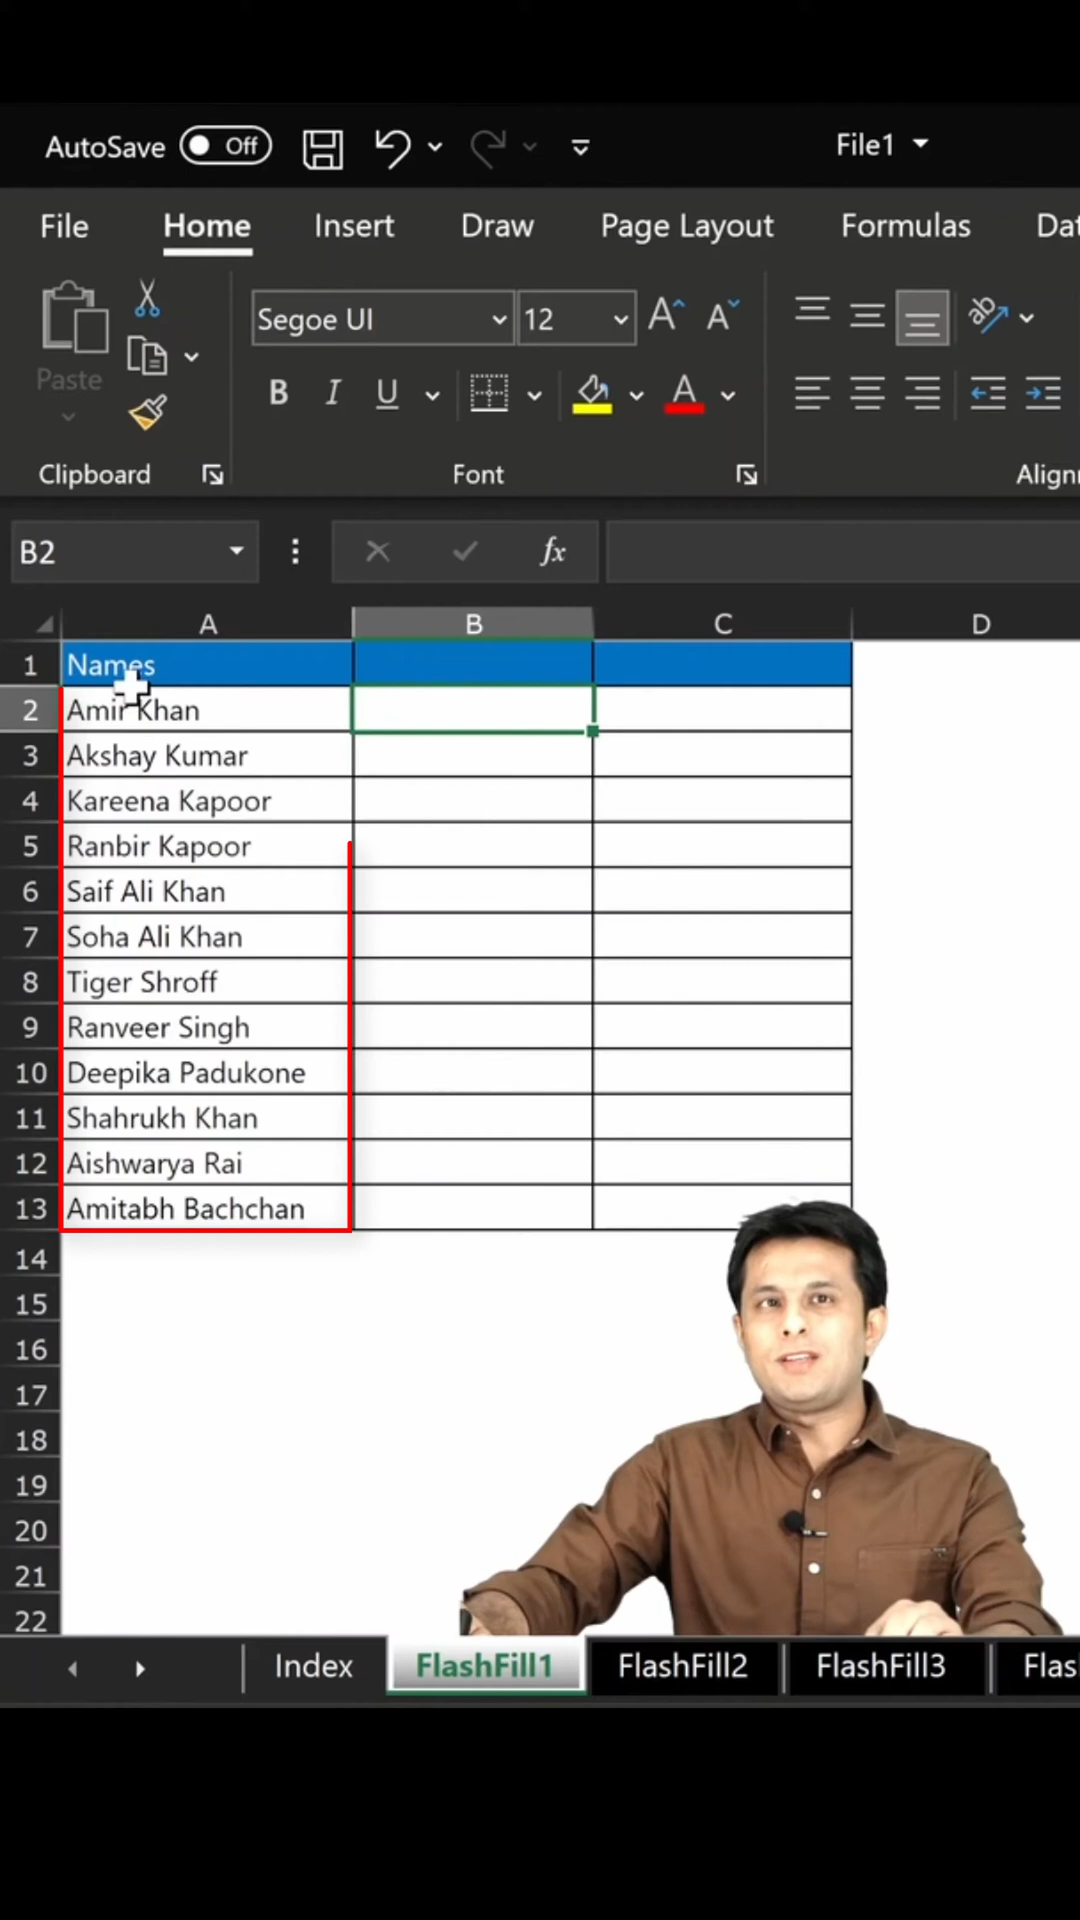 AutoSave Off File1
File Home Insert Draw Page Layout Formulas Dat
Segoe UI 12
Paste
B I U A
Clipboard Font Alignn
B2 fx
A B C D
1 Names
2 Amir Khan
3 Akshay Kumar
4 Kareena Kapoor
5 Ranbir Kapoor
6 Saif Ali Khan
7 Soha Ali Khan
8 Tiger Shroff
9 Ranveer Singh
10 Deepika Padukone
11 Shahrukh Khan
12 Aishwarya Rai
13 Amitabh Bachchan
14
15
16
17
18
19
20
21
22
Index FlashFill1 FlashFill2 FlashFill3 Flas